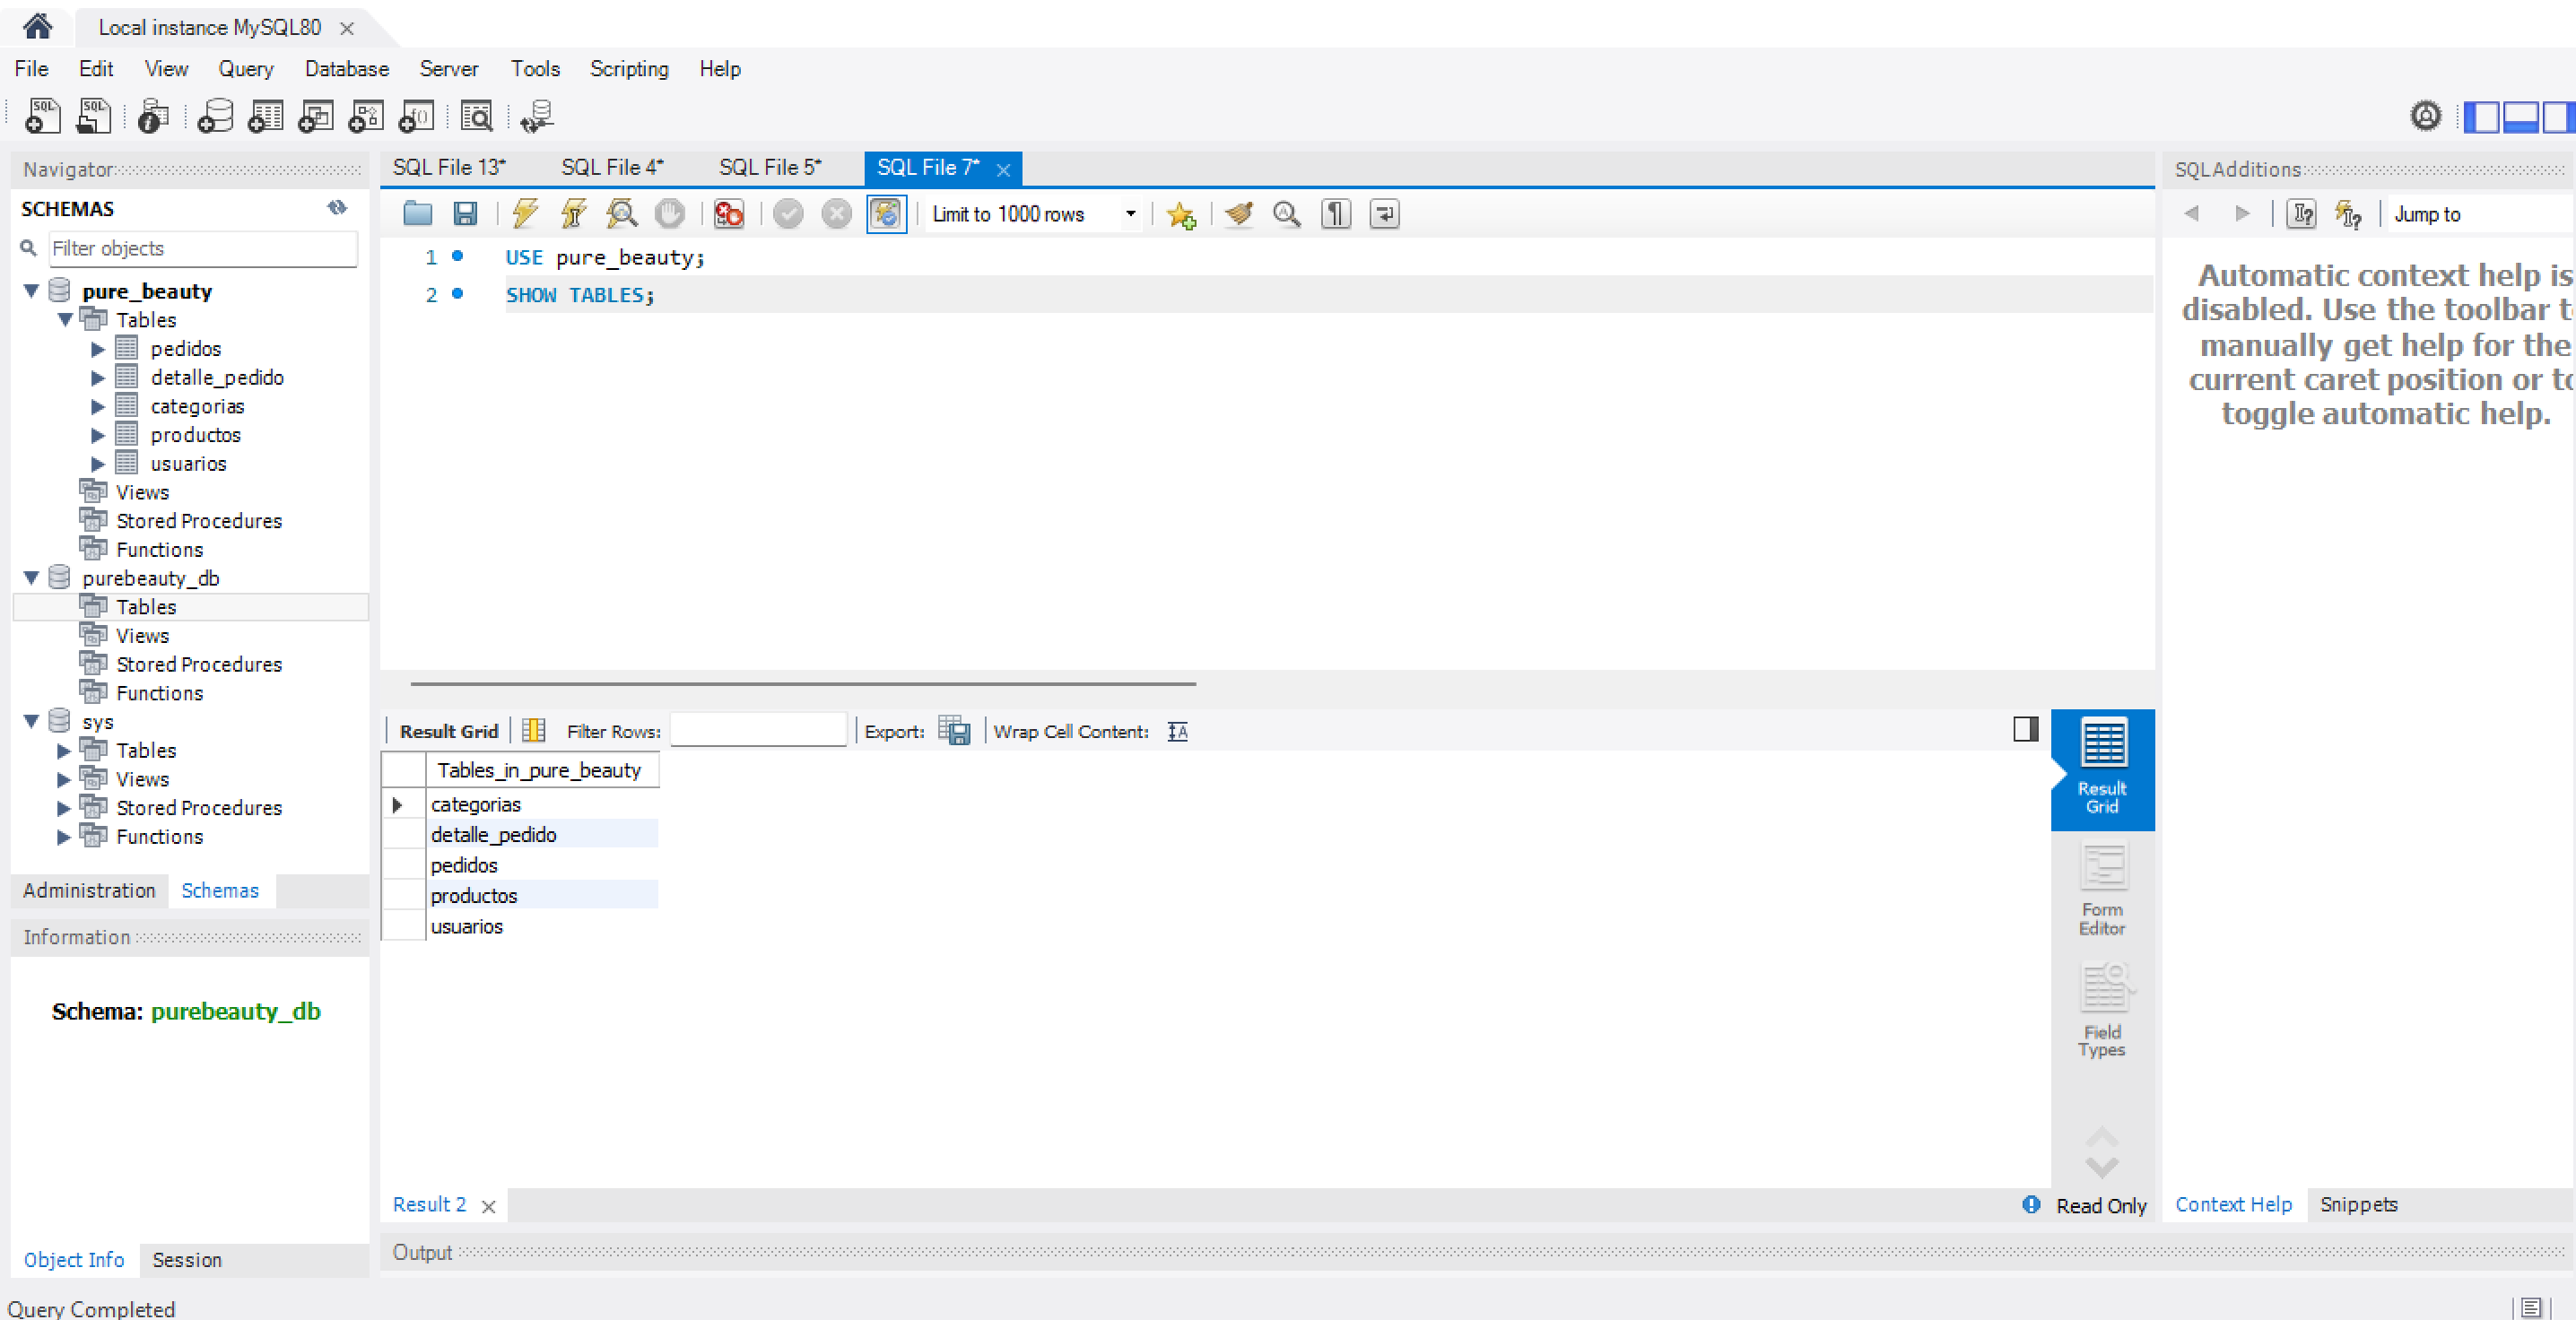 Local instance MySQL80
File Edit View Query Database Server Tools Scripting Help
Navigator
SCHEMAS
Filter objects
pure_beauty
Tables
pedidos
detalle_pedido
categorias
productos
usuarios
Views
Stored Procedures
Functions
purebeauty_db
Tables
Views
Stored Procedures
Functions
sys
Tables
Views
Stored Procedures
Functions
Administration Schemas
Information
Schema: purebeauty_db
Object Info Session
SQL File 13* SQL File 4* SQL File 5* SQL File 7*
Limit to 1000 rows
1 USE pure_beauty;
2 SHOW TABLES;
Result Grid Filter Rows: Export: Wrap Cell Content:
Tables_in_pure_beauty
categorias
detalle_pedido
pedidos
productos
usuarios
Result
Grid
Form
Editor
Field
Types
Result 2 Read Only
Output
SQLAdditions
Jump to
Automatic context help is
disabled. Use the toolbar t
manually get help for the
current caret position or to
toggle automatic help.
Context Help Snippets
Query Completed